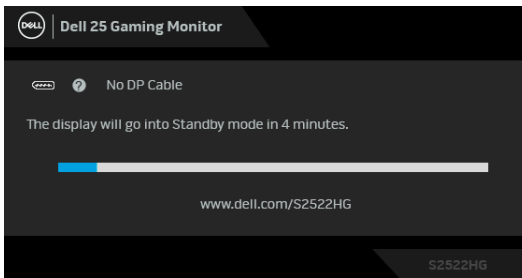 DELL
Dell 25 Gaming Monitor
? No DP Cable
The display will go into Standby mode in 4 minutes.
www.dell.com/S2522HG
S2522HG